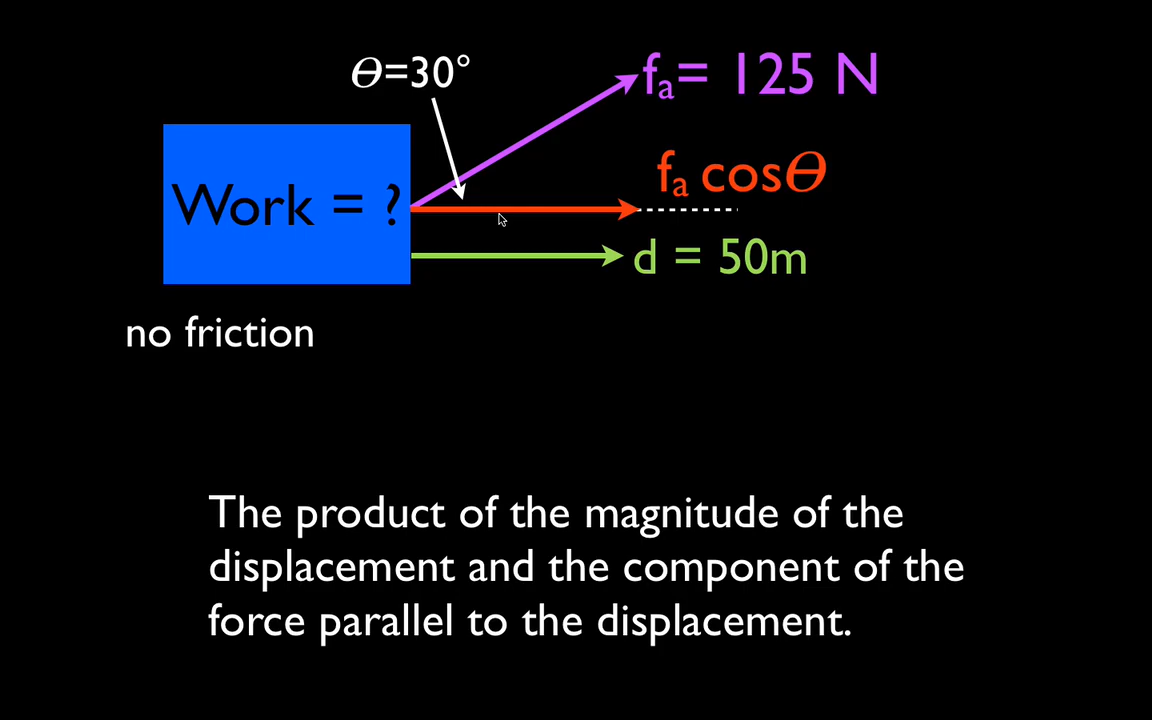 ϴ=30°
fₐ= 125 N
fₐ cosϴ
Work = ?
d = 50m
no friction
The product of the magnitude of the
displacement and the component of the
force parallel to the displacement.